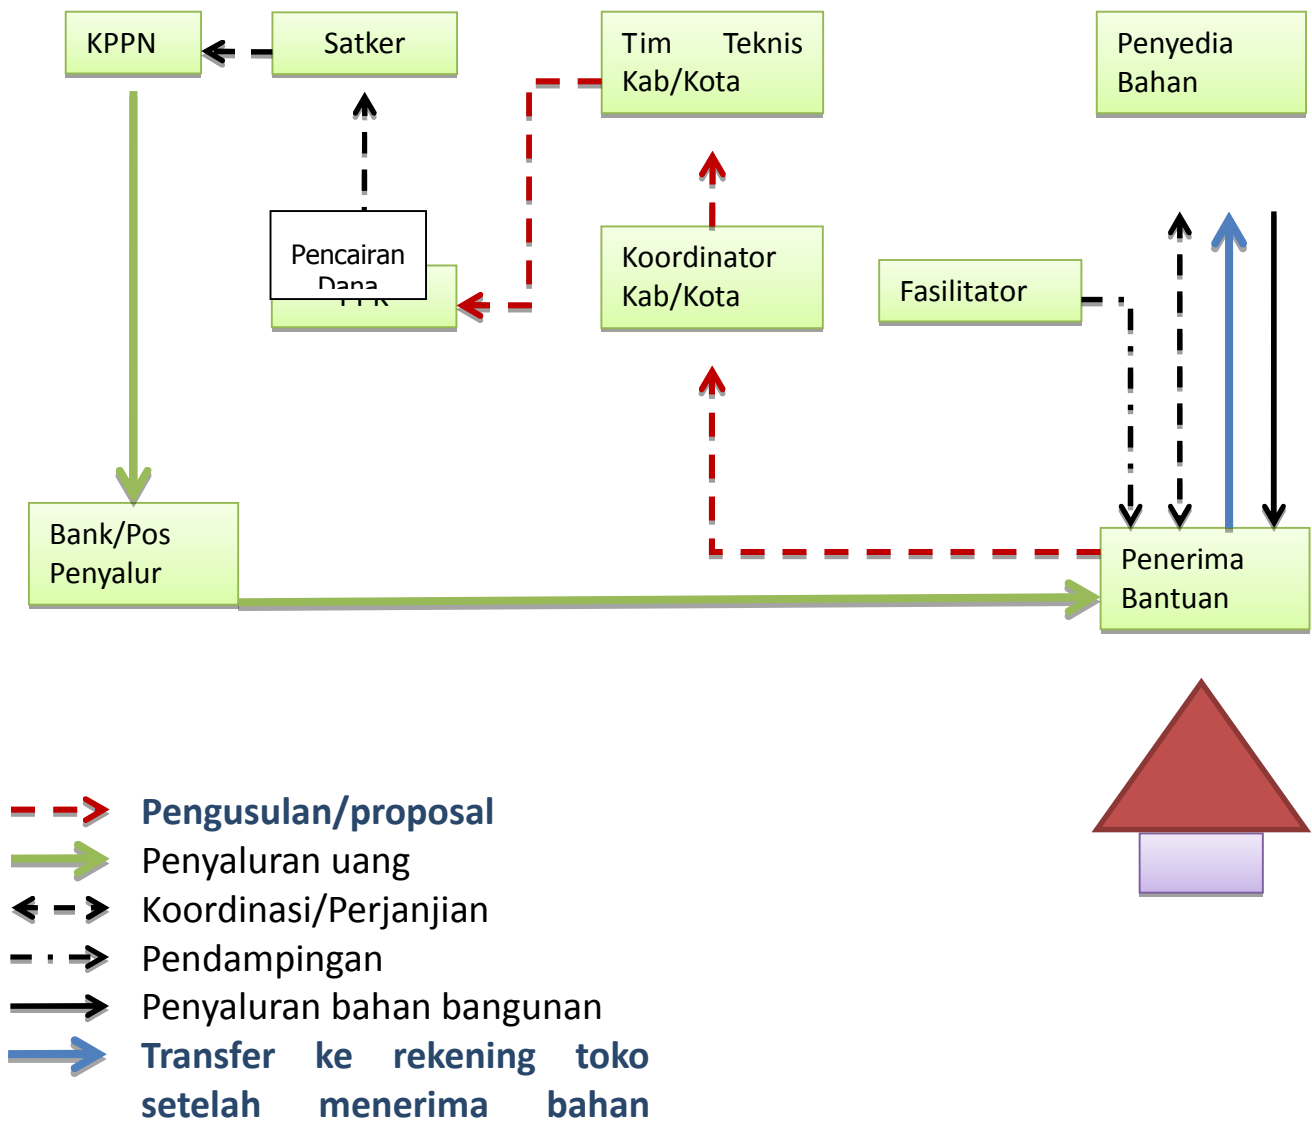 KPPN
Satker
Tim Teknis
Kab/Kota
Penyedia
Bahan
Pencairan
Dana
Koordinator
Kab/Kota
Fasilitator
Bank/Pos
Penyalur
Penerima
Bantuan
Pengusulan/proposal
Penyaluran uang
Koordinasi/Perjanjian
Pendampingan
Penyaluran bahan bangunan
Transfer ke rekening toko
setelah menerima bahan